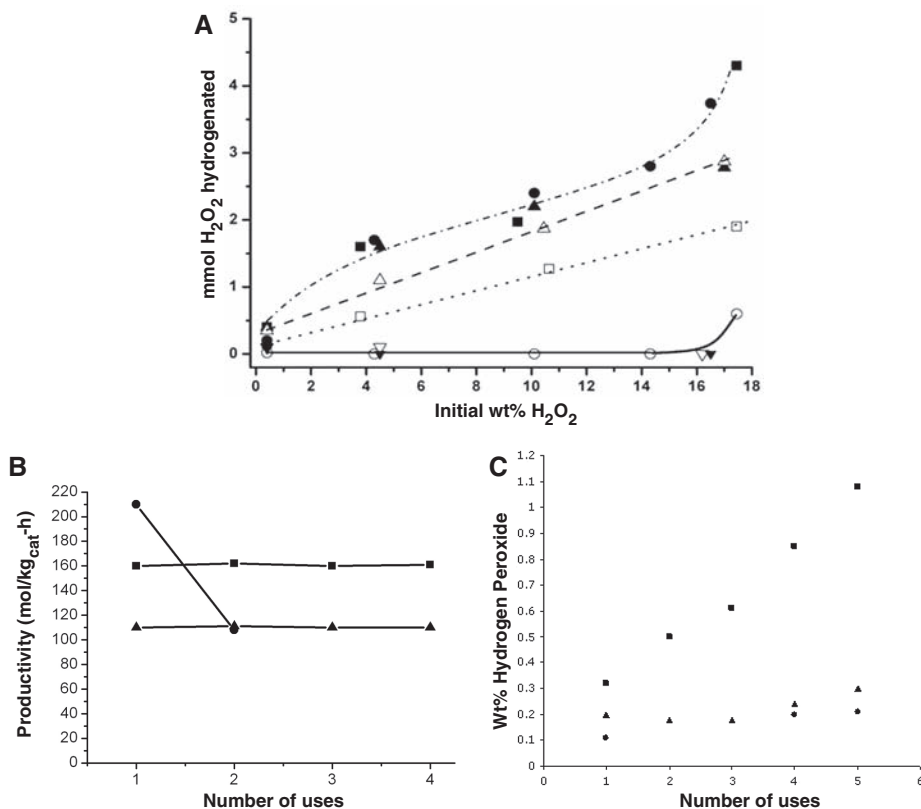 A
5
4
3
2
1
0
mmol H₂O₂ hydrogenated
0 2 4 6 8 10 12 14 16 18
Initial wt% H₂O₂
B
220
200
180
160
140
120
100
80
60
40
20
0
Productivity (mol/kg_cat-h)
1 2 3 4
Number of uses
C
1.2
1.1
1
0.9
0.8
0.7
0.6
0.5
0.4
0.3
0.2
0.1
0
Wt% Hydrogen Peroxide
0 1 2 3 4 5 6
Number of uses